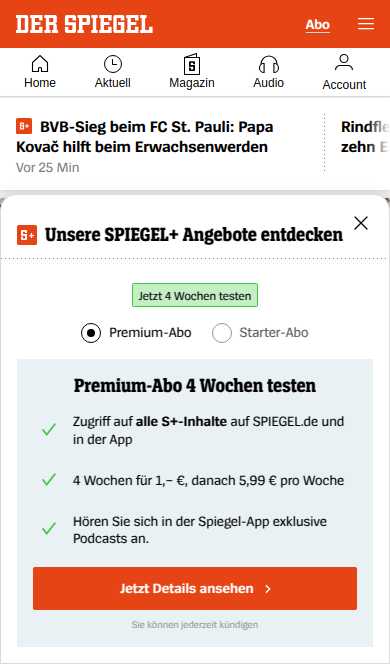 DER SPIEGEL
Abo
Home
Aktuell
Magazin
Audio
Account
S+ BVB-Sieg beim FC St. Pauli: Papa
Kovač hilft beim Erwachsenwerden
Vor 25 Min
zehn
S+ Unsere SPIEGEL+ Angebote entdecken
Jetzt 4 Wochen testen
Premium-Abo
Starter-Abo
Premium-Abo 4 Wochen testen
Zugriff auf alle S+-Inhalte auf SPIEGEL.de und
in der App
4 Wochen für 1,– €, danach 5,99 € pro Woche
Hören Sie sich in der Spiegel-App exklusive
Podcasts an.
Jetzt Details ansehen
Sie können jederzeit kündigen